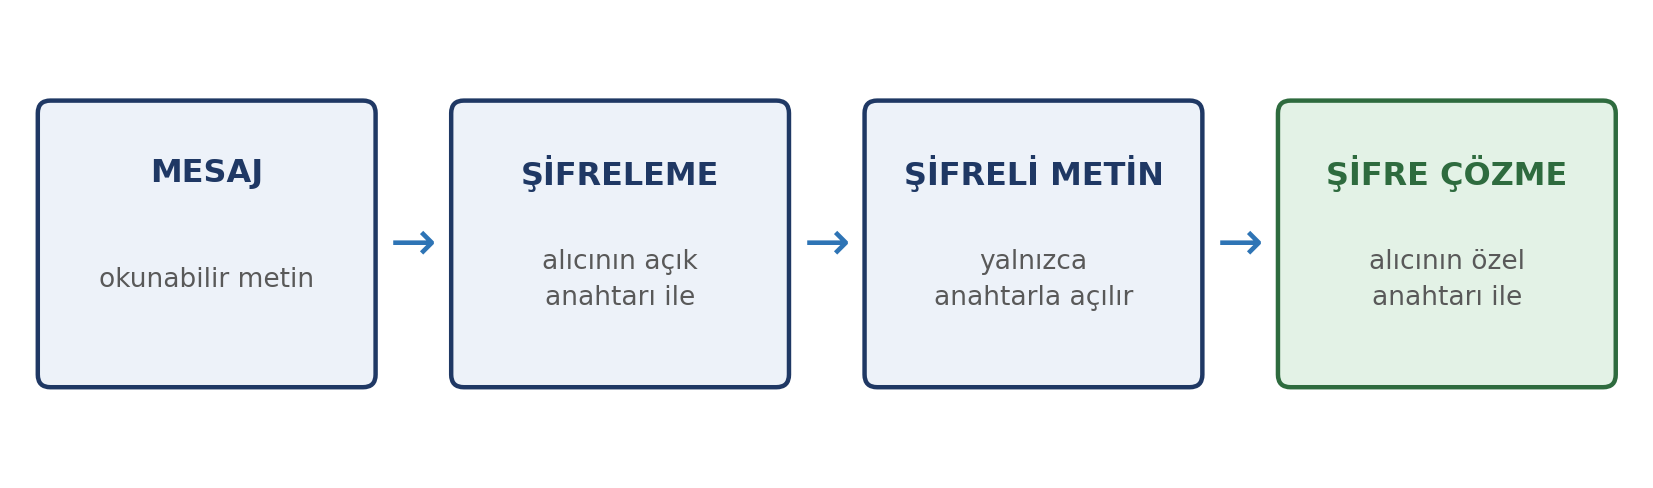 MESAJ
okunabilir metin
→
ŞİFRELEME
alıcının açık
anahtarı ile
→
ŞİFRELİ METİN
yalnızca
anahtarla açılır
→
ŞİFRE ÇÖZME
alıcının özel
anahtarı ile